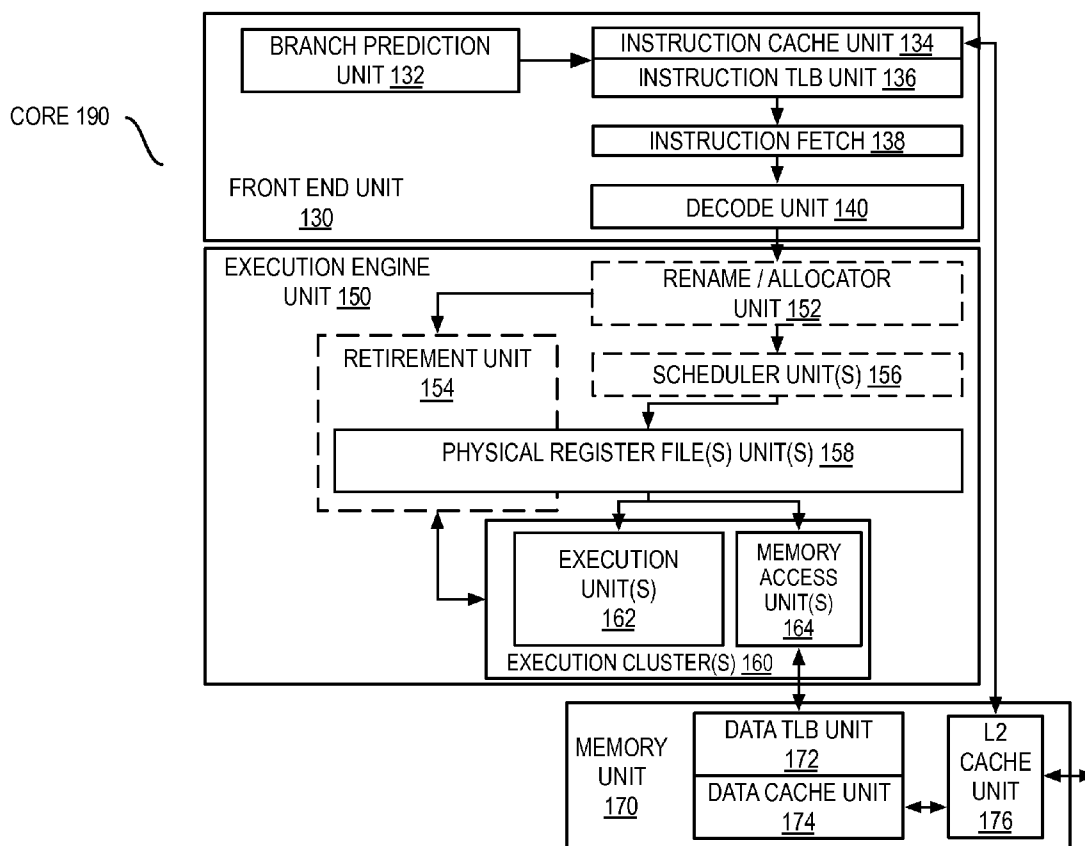 BRANCH PREDICTION
UNIT 132
INSTRUCTION CACHE UNIT 134
INSTRUCTION TLB UNIT 136
CORE 190
INSTRUCTION FETCH 138
FRONT END UNIT
130
DECODE UNIT 140
EXECUTION ENGINE
UNIT 150
RENAME / ALLOCATOR
UNIT 152
RETIREMENT UNIT
154
SCHEDULER UNIT(S) 156
PHYSICAL REGISTER FILE(S) UNIT(S) 158
EXECUTION
UNIT(S)
162
MEMORY
ACCESS
UNIT(S)
164
EXECUTION CLUSTER(S) 160
MEMORY
UNIT
170
DATA TLB UNIT
172
DATA CACHE UNIT
174
L2
CACHE
UNIT
176